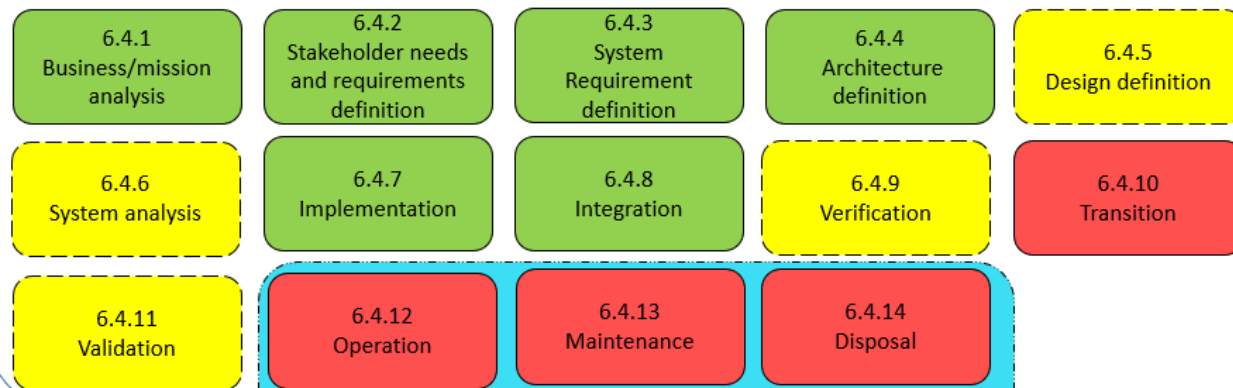 6.4.1
Business/mission
analysis
6.4.2
Stakeholder needs
and requirements
definition
6.4.3
System
Requirement
definition
6.4.4
Architecture
definition
6.4.5
Design definition
6.4.6
System analysis
6.4.7
Implementation
6.4.8
Integration
6.4.9
Verification
6.4.10
Transition
6.4.11
Validation
6.4.12
Operation
6.4.13
Maintenance
6.4.14
Disposal